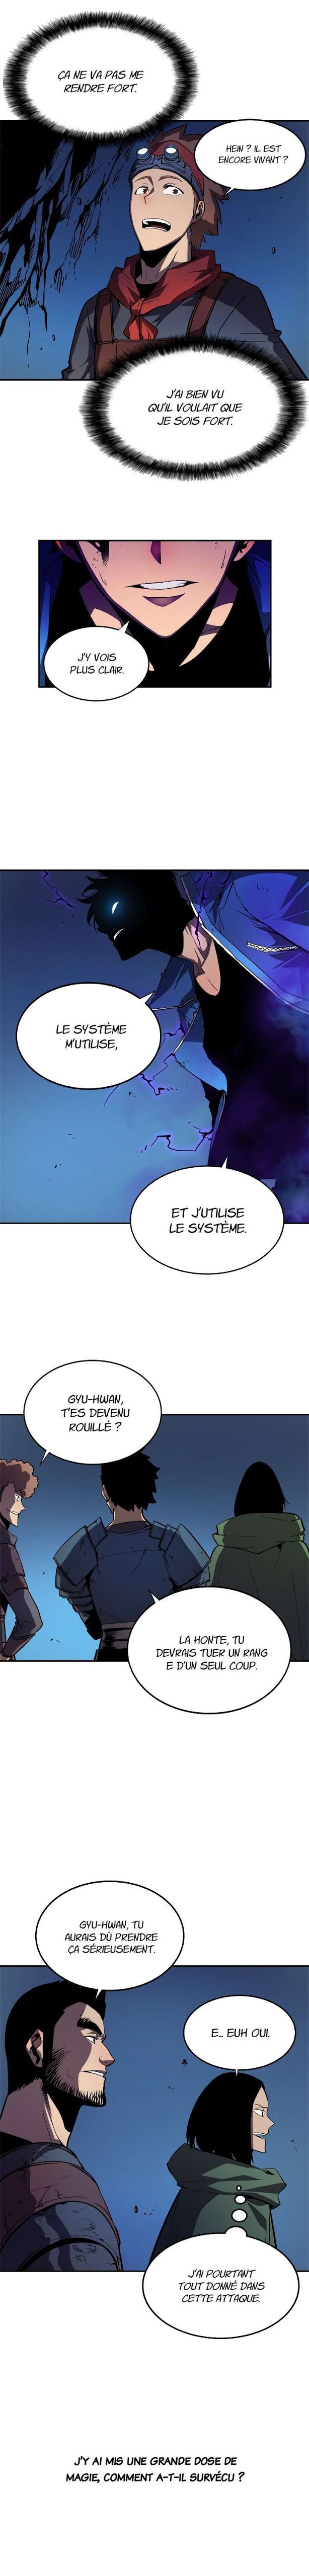 ÇA NE VA PAS ME
RENDRE FORT.
HEIN ? IL EST
ENCORE VIVANT ?
J'AI BIEN VU
QU'IL VOULAIT QUE
JE SOIS FORT.
J'Y VOIS
PLUS CLAIR.
LE SYSTÈME
M'UTILISE,
ET J'UTILISE
LE SYSTÈME.
GYU-HWAN,
T'ES DEVENU
ROUILLÉ ?
LA HONTE, TU
DEVRAIS TUER UN RANG
E D'UN SEUL COUP.
GYU-HWAN, TU
AURAIS DÛ PRENDRE
ÇA SÉRIEUSEMENT.
E... EUH OUI.
J'AI POURTANT
TOUT DONNÉ DANS
CETTE ATTAQUE.
J'Y AI MIS UNE GRANDE DOSE DE
MAGIE, COMMENT A-T-IL SURVÉCU ?